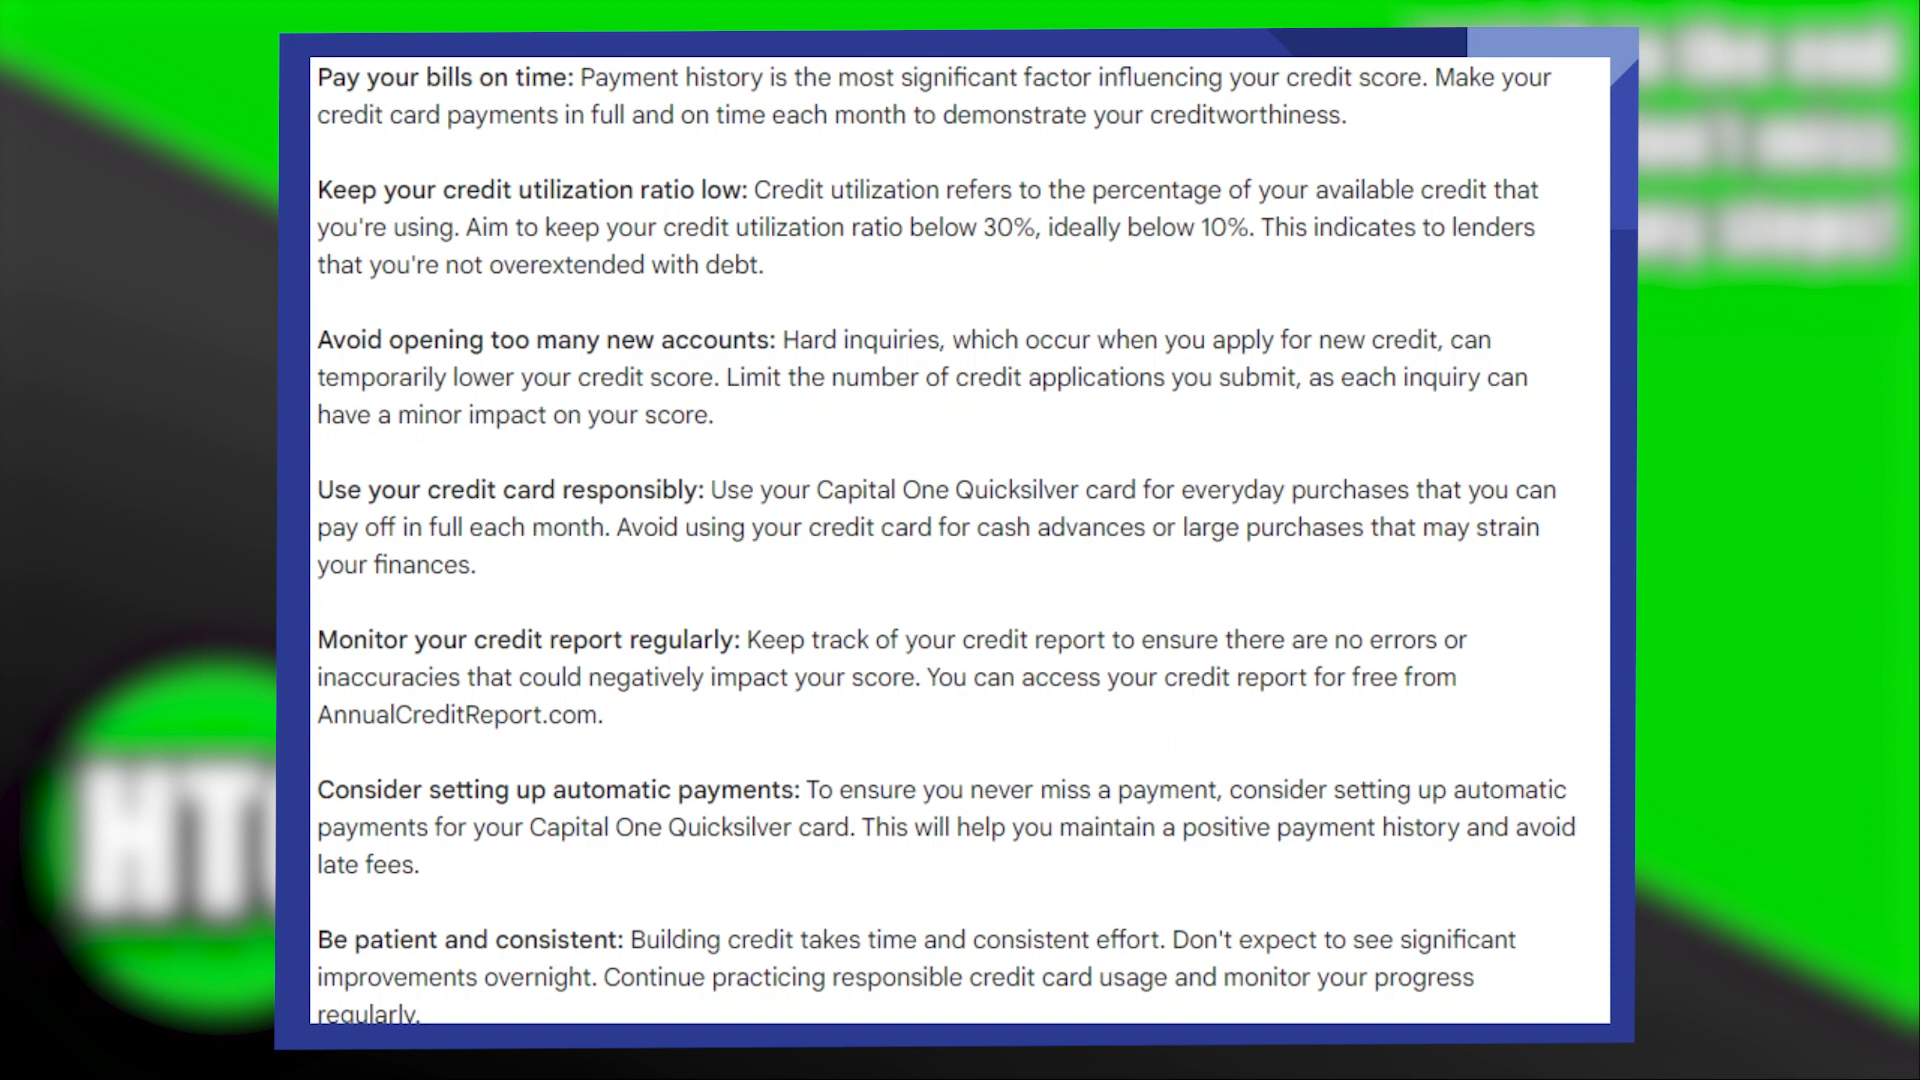 Pay your bills on time: Payment history is the most significant factor influencing your credit score. Make your
credit card payments in full and on time each month to demonstrate your creditworthiness.
Keep your credit utilization ratio low: Credit utilization refers to the percentage of your available credit that
you're using. Aim to keep your credit utilization ratio below 30%, ideally below 10%. This indicates to lenders
that you're not overextended with debt.
Avoid opening too many new accounts: Hard inquiries, which occur when you apply for new credit, can
temporarily lower your credit score. Limit the number of credit applications you submit, as each inquiry can
have a minor impact on your score.
Use your credit card responsibly: Use your Capital One Quicksilver card for everyday purchases that you can
pay off in full each month. Avoid using your credit card for cash advances or large purchases that may strain
your finances.
Monitor your credit report regularly: Keep track of your credit report to ensure there are no errors or
inaccuracies that could negatively impact your score. You can access your credit report for free from
AnnualCreditReport.com.
Consider setting up automatic payments: To ensure you never miss a payment, consider setting up automatic
payments for your Capital One Quicksilver card. This will help you maintain a positive payment history and avoid
late fees.
Be patient and consistent: Building credit takes time and consistent effort. Don't expect to see significant
improvements overnight. Continue practicing responsible credit card usage and monitor your progress
regularly.